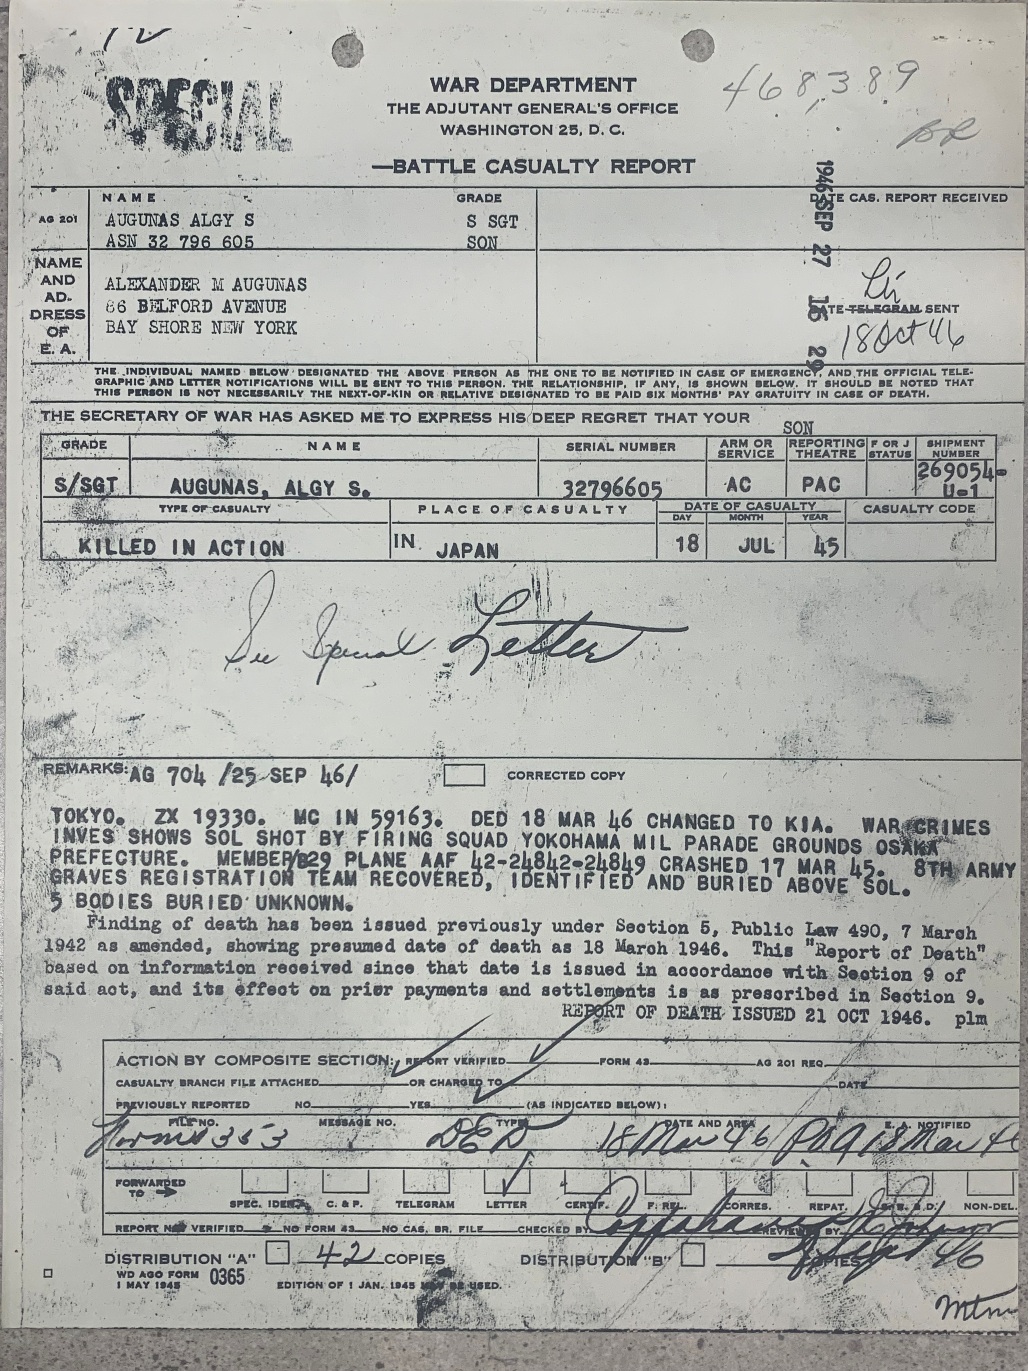 SPECIAL
WAR DEPARTMENT
THE ADJUTANT GENERAL'S OFFICE
WASHINGTON 25, D. C.
468,389
—BATTLE CASUALTY REPORT
1946 SEP 27 16 29
NAME GRADE DATE CAS. REPORT RECEIVED
AG 201 AUGUNAS ALGY S S SGT
ASN 32 796 605 SON
NAME AND ADDRESS OF E. A.
ALEXANDER M AUGUNAS
86 BELFORD AVENUE
BAY SHORE NEW YORK
DATE TELEGRAM SENT
18 Oct 46
THE INDIVIDUAL NAMED BELOW DESIGNATED THE ABOVE PERSON AS THE ONE TO BE NOTIFIED IN CASE OF EMERGENCY, AND THE OFFICIAL TELE-
GRAPHIC AND LETTER NOTIFICATIONS WILL BE SENT TO THIS PERSON. THE RELATIONSHIP, IF ANY, IS SHOWN BELOW. IT SHOULD BE NOTED THAT
THIS PERSON IS NOT NECESSARILY THE NEXT-OF-KIN OR RELATIVE DESIGNATED TO BE PAID SIX MONTHS' PAY GRATUITY IN CASE OF DEATH.
THE SECRETARY OF WAR HAS ASKED ME TO EXPRESS HIS DEEP REGRET THAT YOUR SON
GRADE NAME SERIAL NUMBER ARM OR SERVICE REPORTING THEATRE F OR J STATUS SHIPMENT NUMBER
S/SGT AUGUNAS, ALGY S. 32796605 AC PAC 269054-U-1
TYPE OF CASUALTY PLACE OF CASUALTY DATE OF CASUALTY CASUALTY CODE
DAY MONTH YEAR
KILLED IN ACTION IN JAPAN 18 JUL 45
See Special Letter
REMARKS: AG 704 /25 SEP 46/ CORRECTED COPY
TOKYO. ZX 19330. MC IN 59163. DED 18 MAR 46 CHANGED TO KIA. WAR CRIMES
INVES SHOWS SOL SHOT BY FIRING SQUAD YOKOHAMA MIL PARADE GROUNDS OSAKA
PREFECTURE. MEMBER/B29 PLANE AAF 42-24842-24849 CRASHED 17 MAR 45. 8TH ARMY
GRAVES REGISTRATION TEAM RECOVERED, IDENTIFIED AND BURIED ABOVE SOL.
5 BODIES BURIED UNKNOWN.
Finding of death has been issued previously under Section 5, Public Law 490, 7 March
1942 as amended, showing presumed date of death as 18 March 1946. This "Report of Death"
based on information received since that date is issued in accordance with Section 9 of
said act, and its effect on prior payments and settlements is as prescribed in Section 9.
REPORT OF DEATH ISSUED 21 OCT 1946. plm
ACTION BY COMPOSITE SECTION: REPORT VERIFIED FORM 43 AG 201 REQ
CASUALTY BRANCH FILE ATTACHED OR CHARGED TO DATE
PREVIOUSLY REPORTED NO YES (AS INDICATED BELOW):
FILE NO. MESSAGE NO. TYPE DATE AND AREA E. A. NOTIFIED
353 DED 18 Mar 46 18 Mar 46
FORWARDED TO
SPEC. IDEN. C. & P. TELEGRAM LETTER CERTIF. F. REL. CORRES. REPAT. NON-DEL.
REPORT NOT VERIFIED NO FORM 43 NO CAS. BR. FILE CHECKED BY REVIEWED BY
DISTRIBUTION "A" 42 COPIES DISTRIBUTION "B" COPIES
WD AGO FORM 0365
1 MAY 1945
EDITION OF 1 JAN. 1945 MAY BE USED.